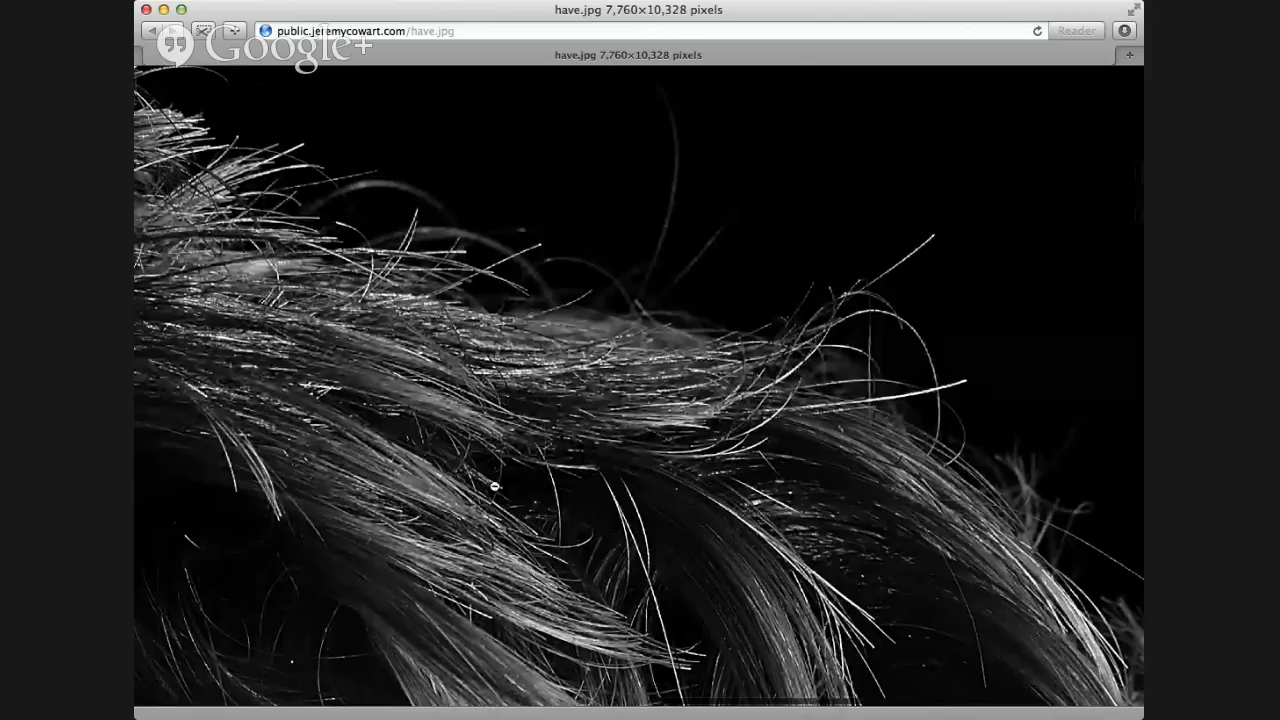 have.jpg 7,760×10,328 pixels
public.jeremycowart.com/have.jpg
Reader
Google+
have.jpg 7,760×10,328 pixels